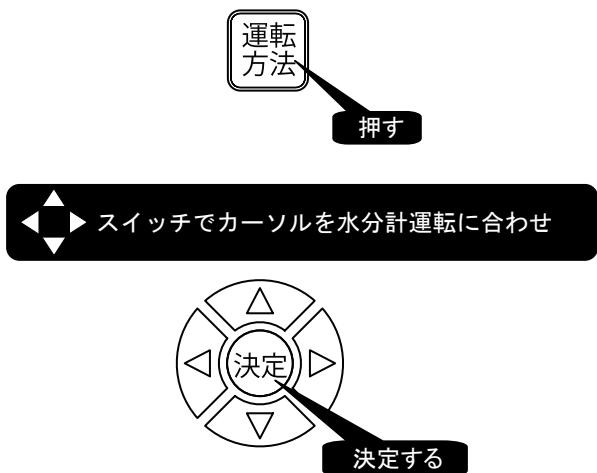 運転
方法
押す
スイッチでカーソルを水分計運転に合わせ
決定
決定する